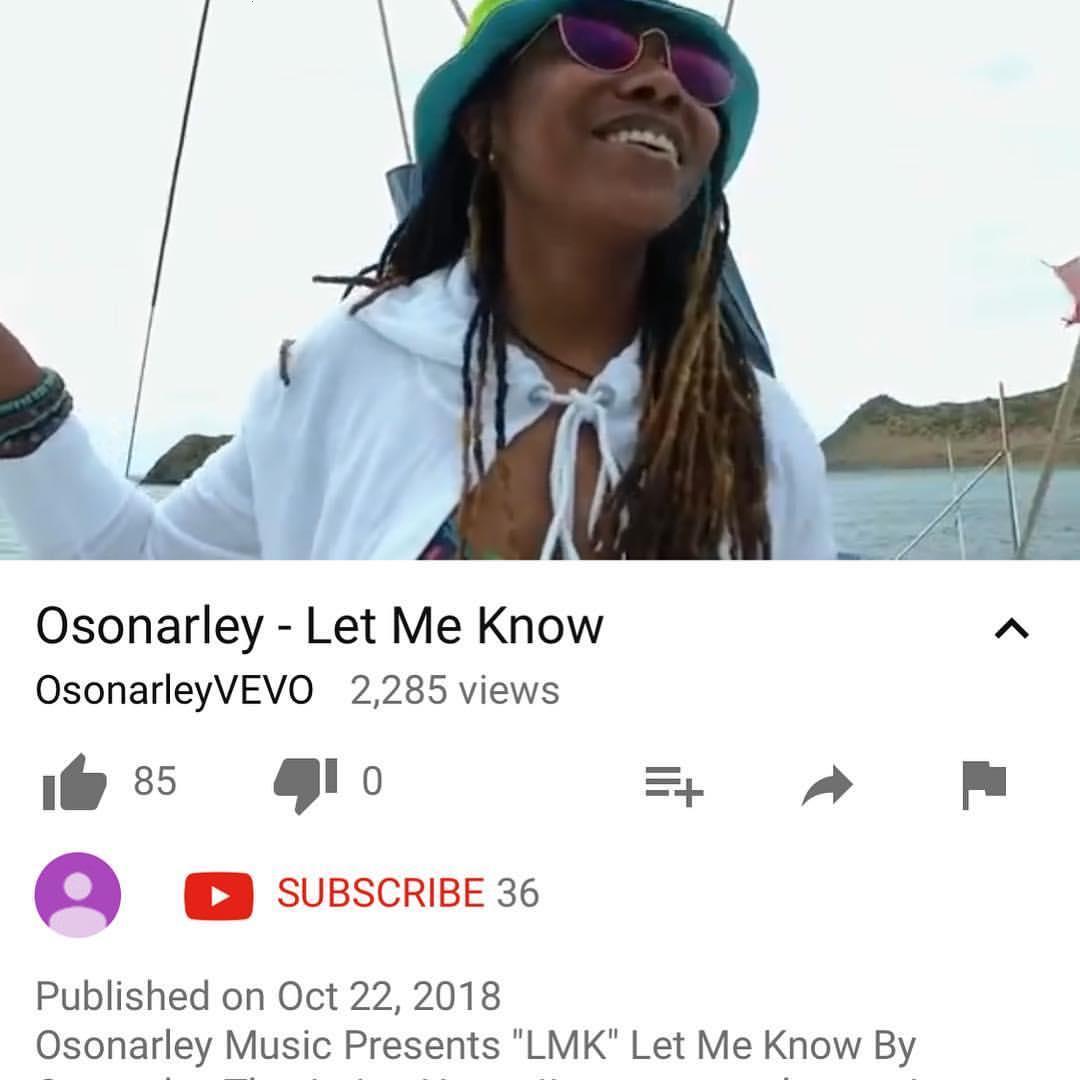 Osonarley - Let Me Know
OsonarleyVEVO 2,285 views
85 0
SUBSCRIBE 36
Published on Oct 22, 2018
Osonarley Music Presents "LMK" Let Me Know By